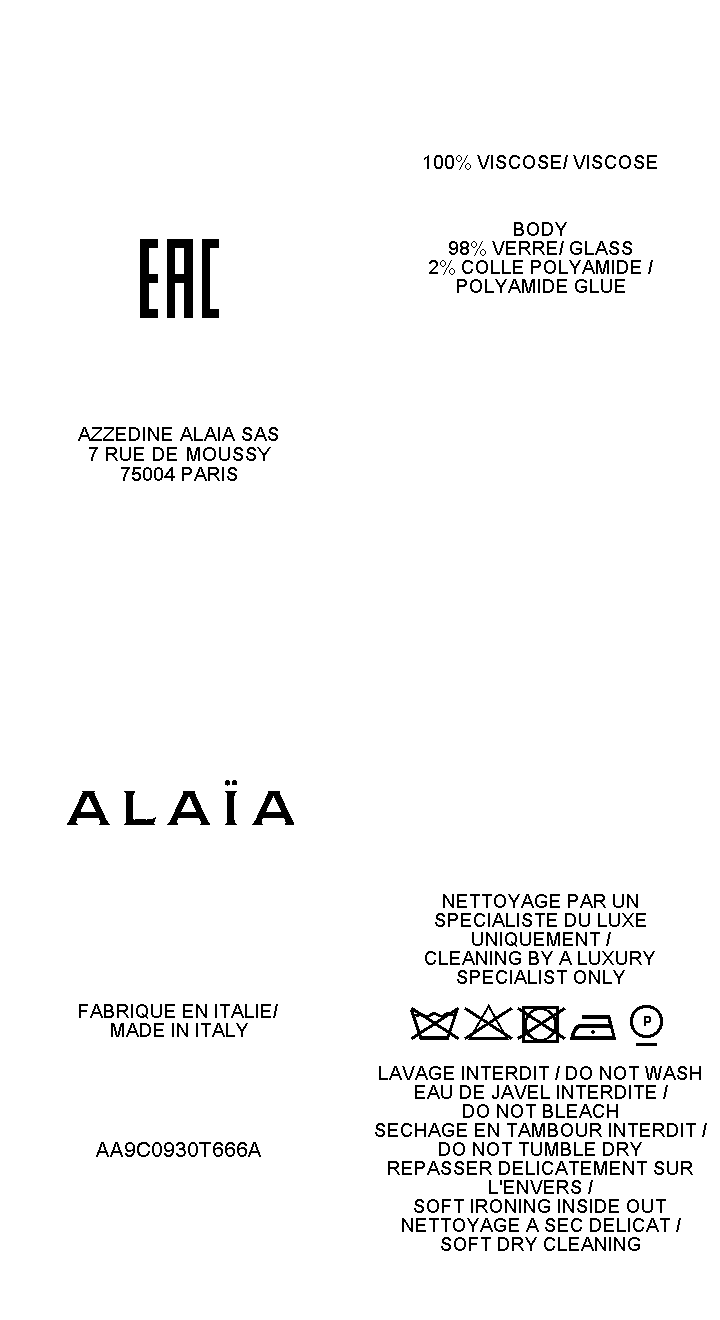 100% VISCOSE/ VISCOSE
BODY
98% VERRE/ GLASS
2% COLLE POLYAMIDE /
POLYAMIDE GLUE
EAC
AZZEDINE ALAIA SAS
7 RUE DE MOUSSY
75004 PARIS
ALAÏA
FABRIQUE EN ITALIE/
MADE IN ITALY
AA9C0930T666A
NETTOYAGE PAR UN
SPECIALISTE DU LUXE
UNIQUEMENT /
CLEANING BY A LUXURY
SPECIALIST ONLY
P
LAVAGE INTERDIT / DO NOT WASH
EAU DE JAVEL INTERDITE /
DO NOT BLEACH
SECHAGE EN TAMBOUR INTERDIT /
DO NOT TUMBLE DRY
REPASSER DELICATEMENT SUR
L'ENVERS /
SOFT IRONING INSIDE OUT
NETTOYAGE A SEC DELICAT /
SOFT DRY CLEANING